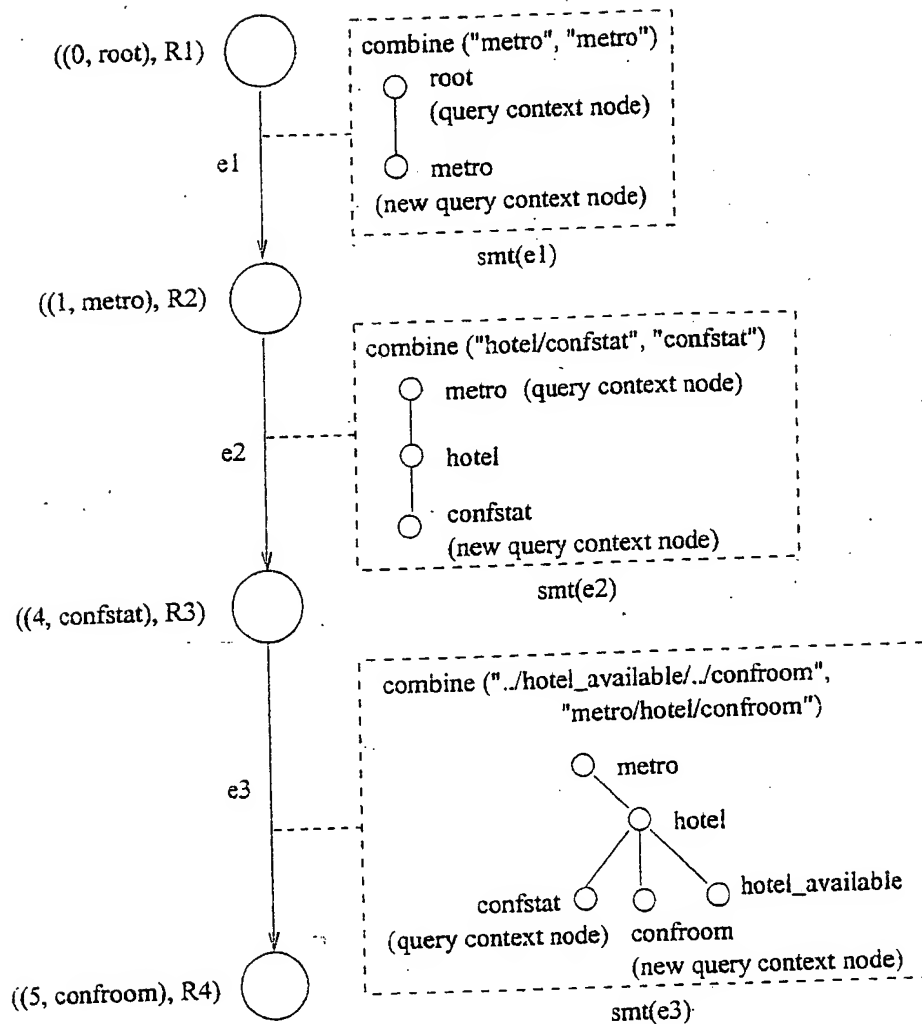 ((0, root), R1)
combine ("metro", "metro")
root
(query context node)
metro
(new query context node)
e1
smt(e1)
((1, metro), R2)
combine ("hotel/confstat", "confstat")
metro (query context node)
hotel
confstat
(new query context node)
e2
smt(e2)
((4, confstat), R3)
combine ("../hotel_available/../confroom",
"metro/hotel/confroom")
metro
hotel
e3
confstat
hotel_available
(query context node)
confroom
(new query context node)
((5, confroom), R4)
smt(e3)